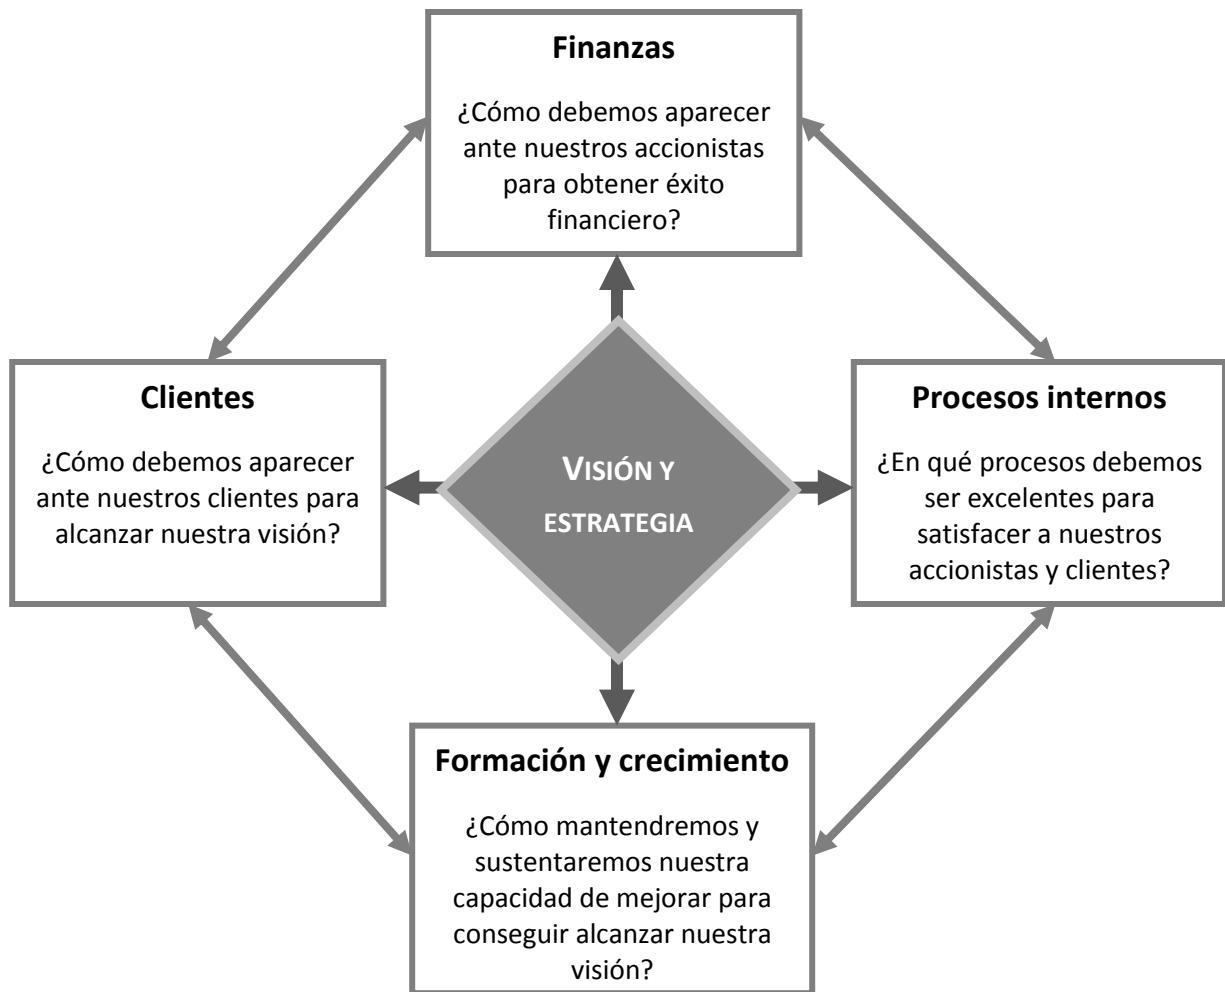 Finanzas
¿Cómo debemos aparecer
ante nuestros accionistas
para obtener éxito
financiero?
Clientes
¿Cómo debemos aparecer
ante nuestros clientes para
alcanzar nuestra visión?
VISIÓN Y
ESTRATEGIA
Procesos internos
¿En qué procesos debemos
ser excelentes para
satisfacer a nuestros
accionistas y clientes?
Formación y crecimiento
¿Cómo mantendremos y
sustentaremos nuestra
capacidad de mejorar para
conseguir alcanzar nuestra
visión?